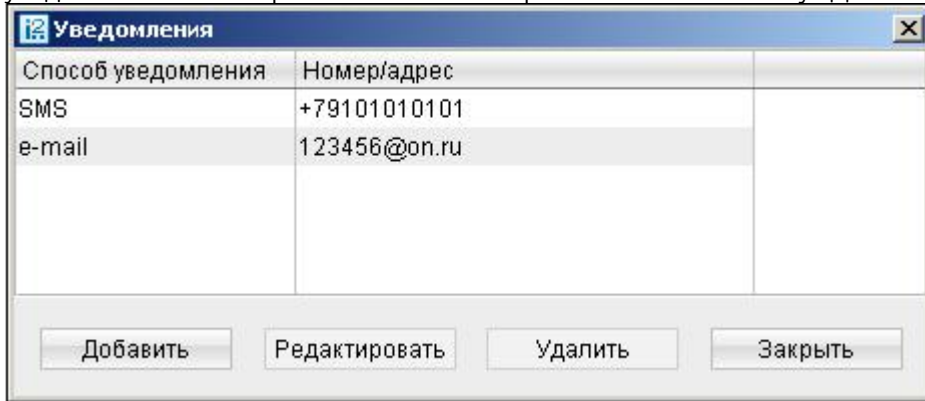 Уведомления
Способ уведомления Номер/адрес
SMS +79101010101
e-mail 123456@on.ru
Добавить Редактировать Удалить Закрыть